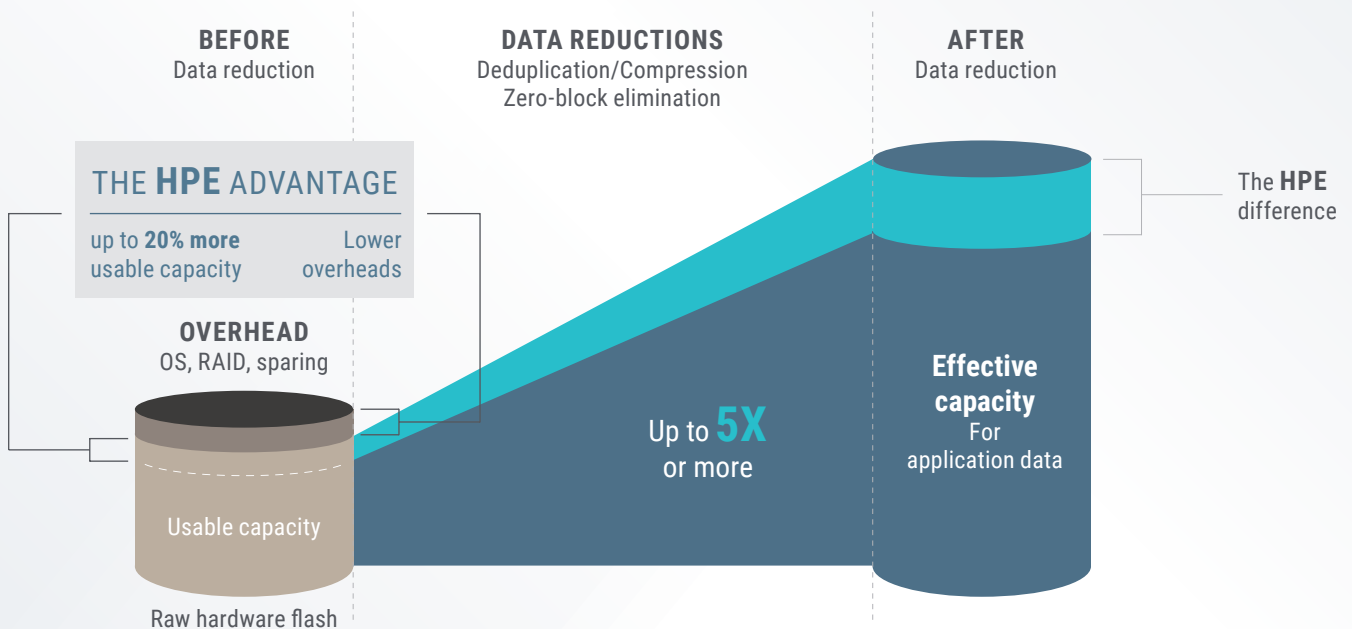 BEFORE
Data reduction
DATA REDUCTIONS
Deduplication/Compression
Zero-block elimination
AFTER
Data reduction
THE HPE ADVANTAGE
up to 20% more
usable capacity
Lower
overheads
The HPE
difference
OVERHEAD
OS, RAID, sparing
Usable capacity
Raw hardware flash
Up to 5X
or more
Effective
capacity
For
application data